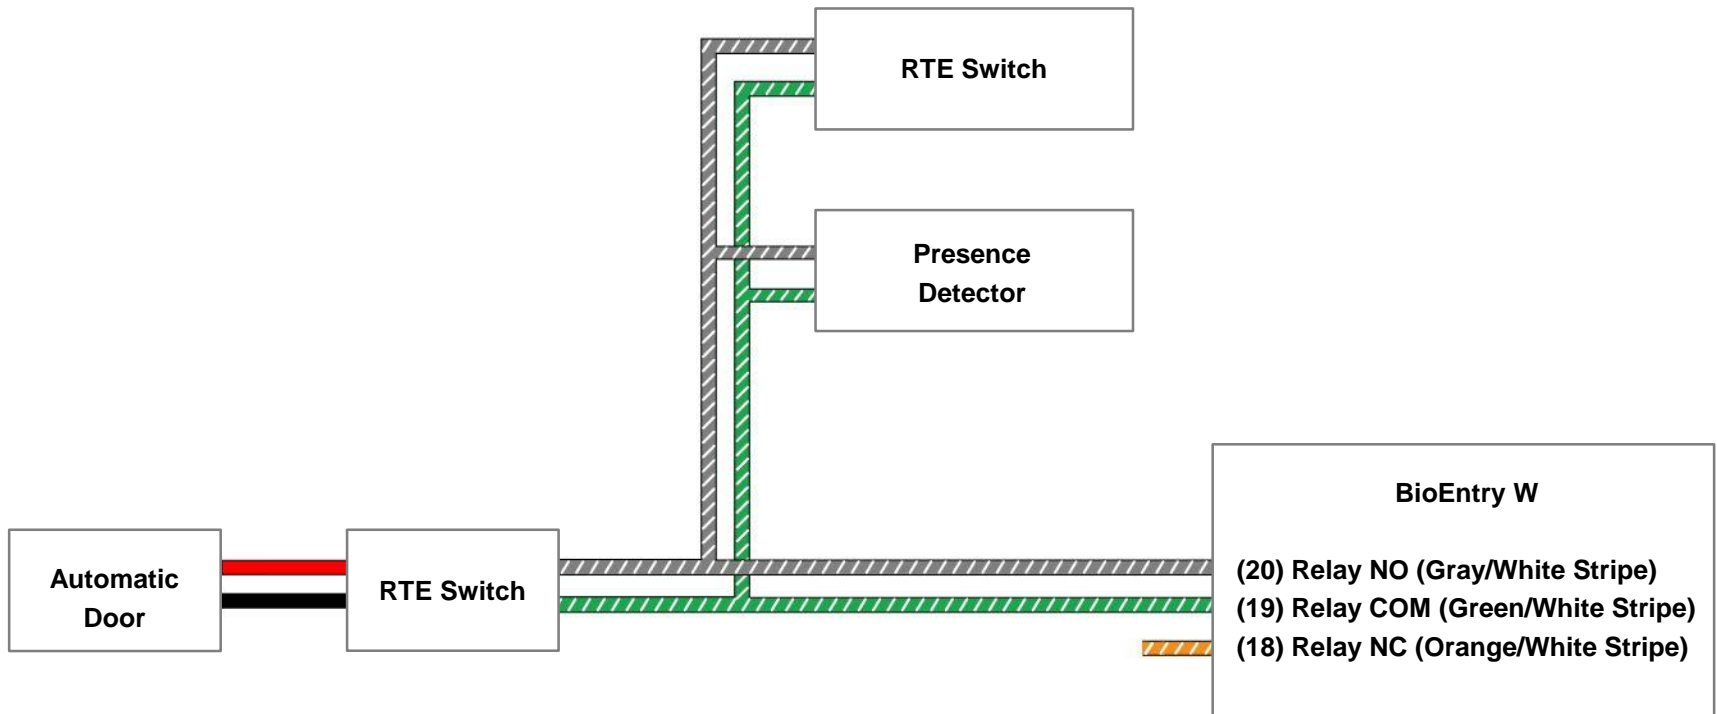 RTE Switch
Presence
Detector
BioEntry W
Automatic
Door
RTE Switch
(20) Relay NO (Gray/White Stripe)
(19) Relay COM (Green/White Stripe)
(18) Relay NC (Orange/White Stripe)